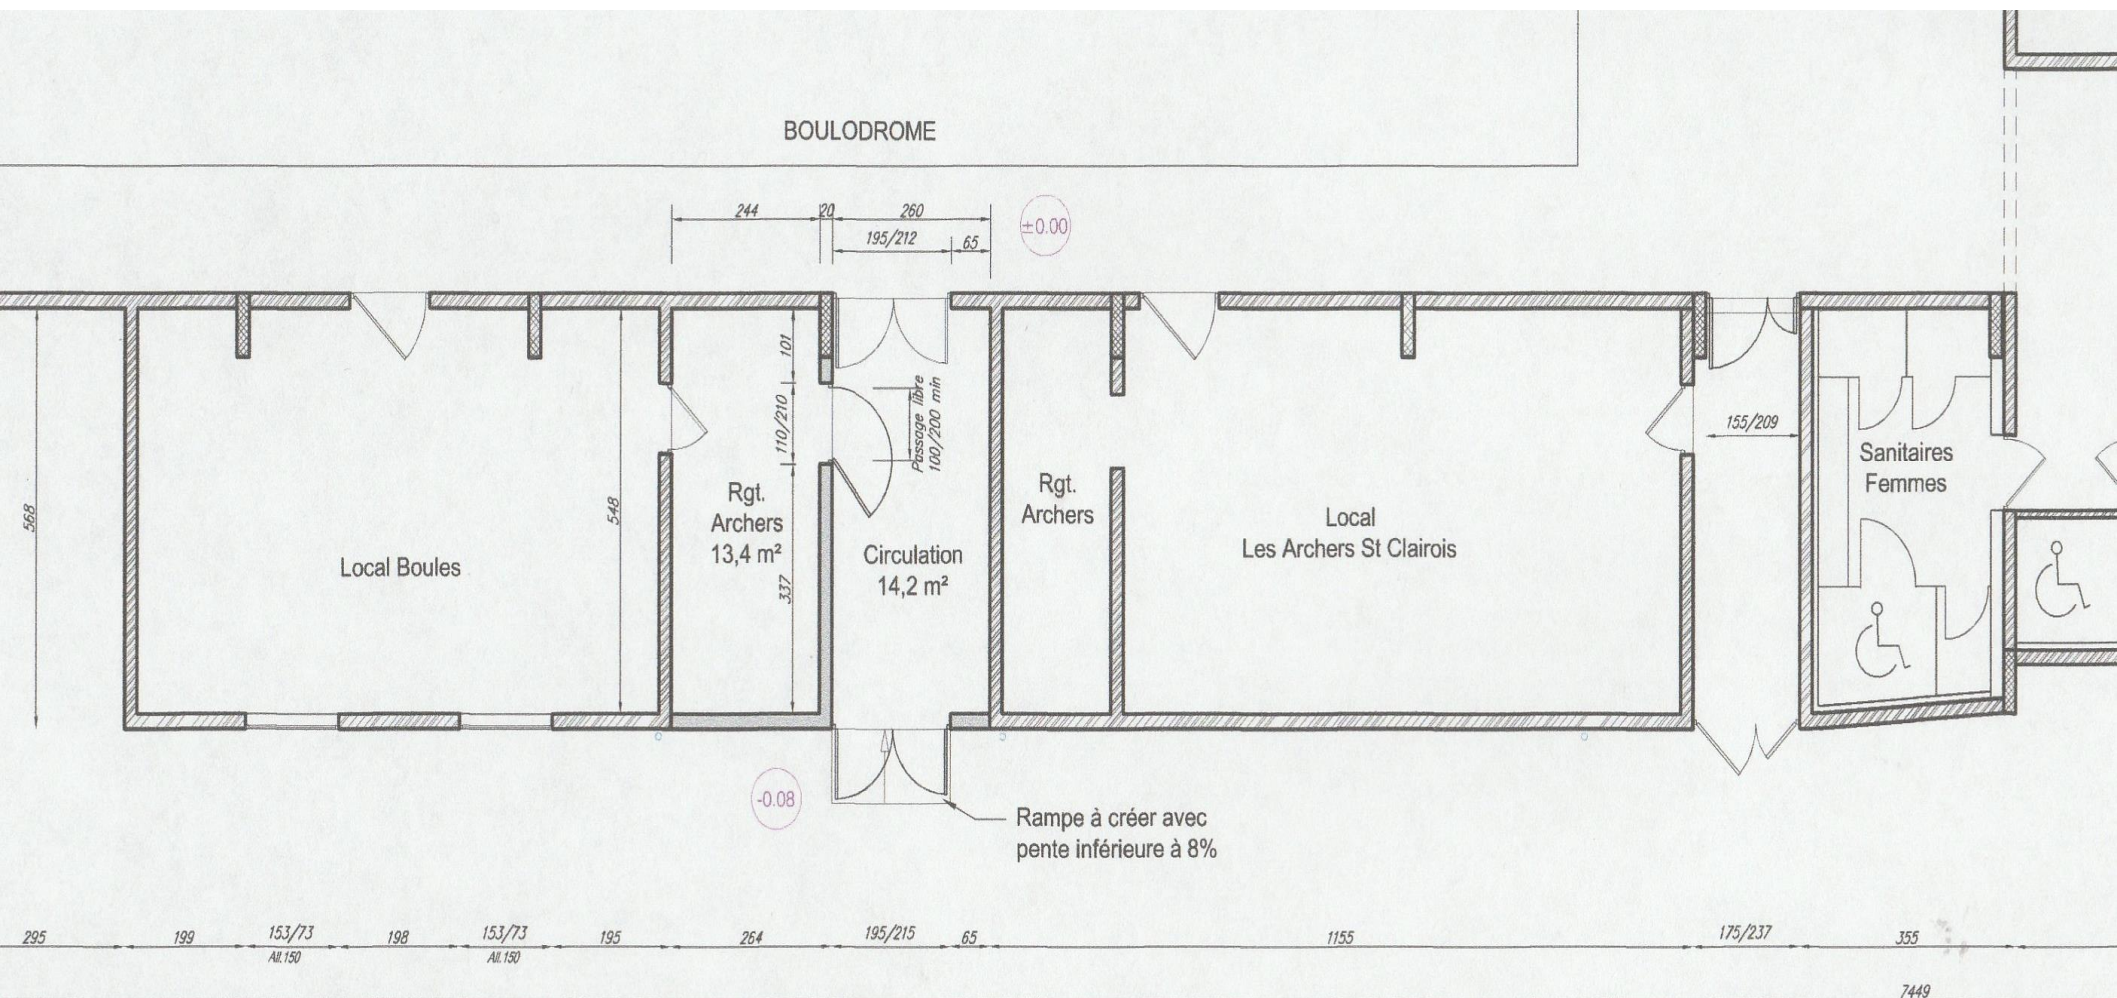 BOULODROME
244
20
260
±0.00
195/212
65
101
110/210
Passage libre
100/200 min
155/209
568
548
337
Rgt.
Archers
13,4 m²
Circulation
14,2 m²
Rgt.
Archers
Local
Les Archers St Clairois
Sanitaires
Femmes
Local Boules
-0.08
Rampe à créer avec
pente inférieure à 8%
295
199
153/73
All.150
198
153/73
All.150
195
264
195/215
65
1155
175/237
355
7449